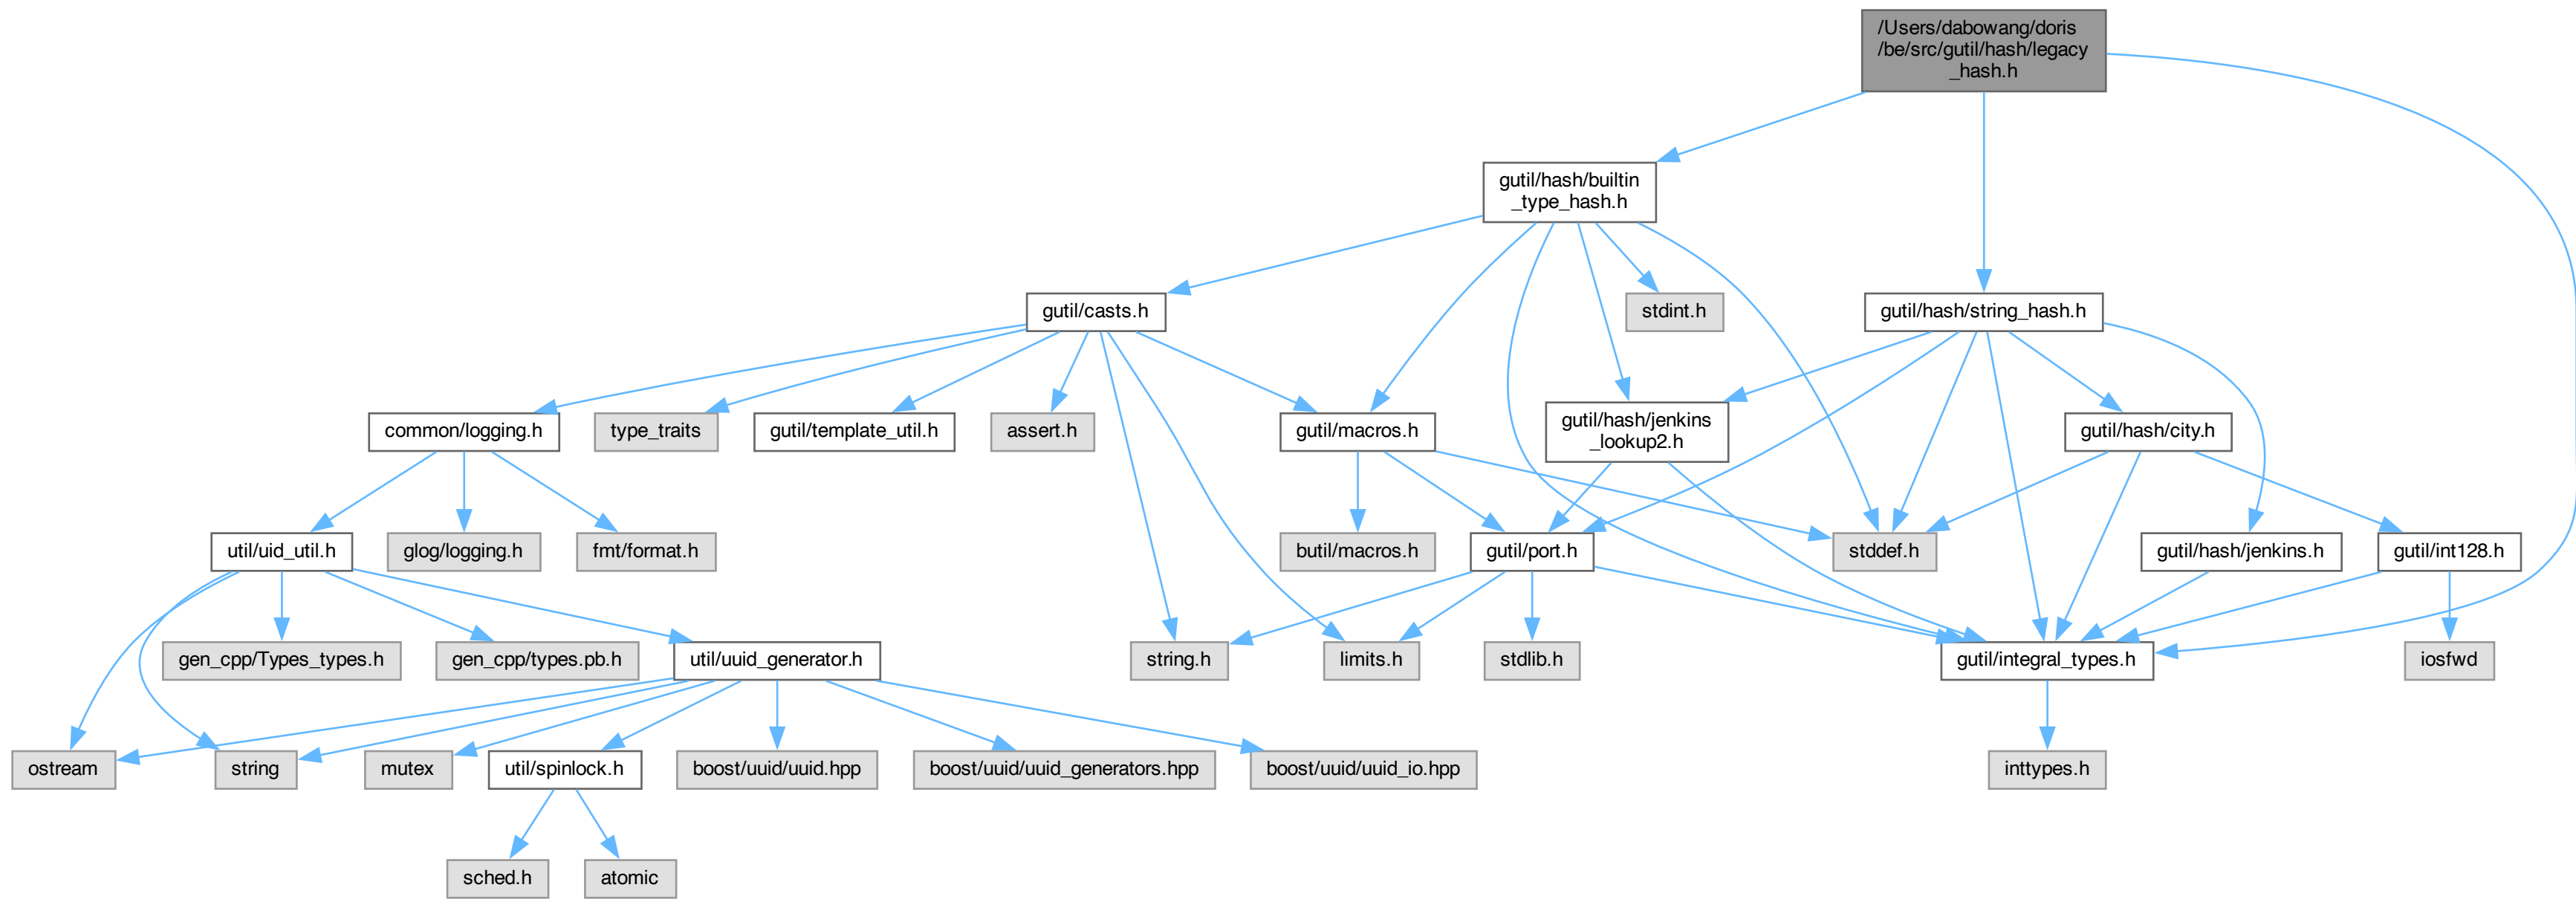 /Users/dabowang/doris
/be/src/gutil/hash/legacy
_hash.h
gutil/hash/builtin
_type_hash.h
gutil/casts.h
stdint.h
gutil/hash/string_hash.h
common/logging.h
type_traits
gutil/template_util.h
assert.h
gutil/macros.h
gutil/hash/jenkins
_lookup2.h
gutil/hash/city.h
util/uid_util.h
glog/logging.h
fmt/format.h
butil/macros.h
gutil/port.h
stddef.h
gutil/hash/jenkins.h
gutil/int128.h
gen_cpp/Types_types.h
gen_cpp/types.pb.h
util/uuid_generator.h
string.h
limits.h
stdlib.h
gutil/integral_types.h
iosfwd
ostream
string
mutex
util/spinlock.h
boost/uuid/uuid.hpp
boost/uuid/uuid_generators.hpp
boost/uuid/uuid_io.hpp
inttypes.h
sched.h
atomic